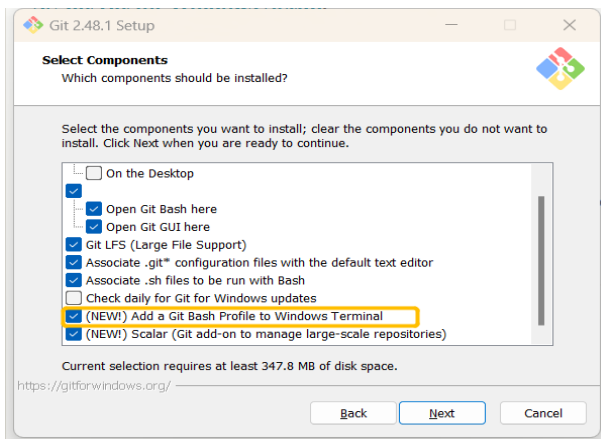 Git 2.48.1 Setup
Select Components
Which components should be installed?
Select the components you want to install; clear the components you do not want to
install. Click Next when you are ready to continue.
On the Desktop
Open Git Bash here
Open Git GUI here
Git LFS (Large File Support)
Associate .git* configuration files with the default text editor
Associate .sh files to be run with Bash
Check daily for Git for Windows updates
(NEW!) Add a Git Bash Profile to Windows Terminal
(NEW!) Scalar (Git add-on to manage large-scale repositories)
Current selection requires at least 347.8 MB of disk space.
https://gitforwindows.org/
Back
Next
Cancel